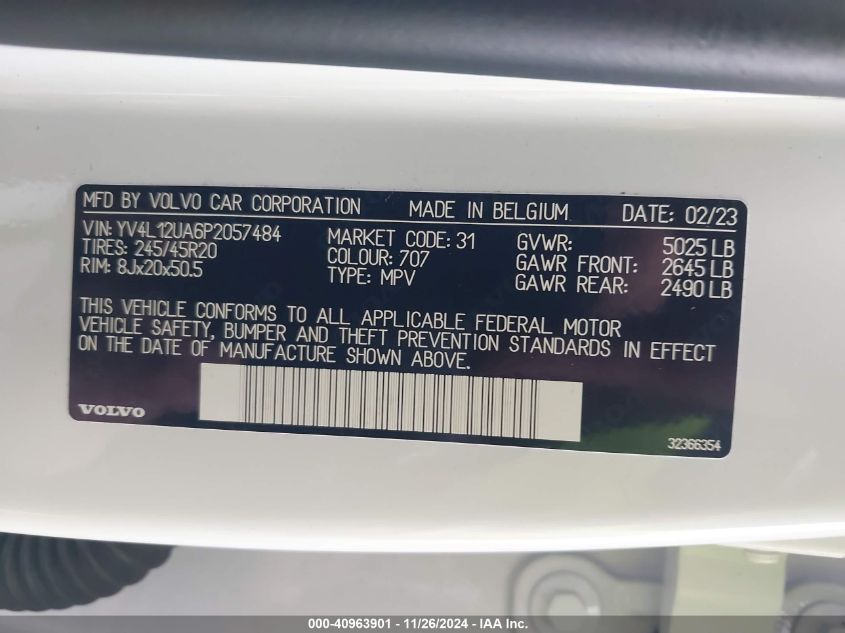 MFD BY VOLVO CAR CORPORATION MADE IN BELGIUM DATE: 02/23
VIN: YV4L12UA6P2057484 MARKET CODE: 31 GVWR: 5025 LB
TIRES: 245/45R20 COLOUR: 707 GAWR FRONT: 2645 LB
RIM: 8Jx20x50.5 TYPE: MPV GAWR REAR: 2490 LB
THIS VEHICLE CONFORMS TO ALL APPLICABLE FEDERAL MOTOR
VEHICLE SAFETY, BUMPER AND THEFT PREVENTION STANDARDS IN EFFECT
ON THE DATE OF MANUFACTURE SHOWN ABOVE.
VOLVO
32366354
000-40963901 - 11/26/2024 - IAA Inc.